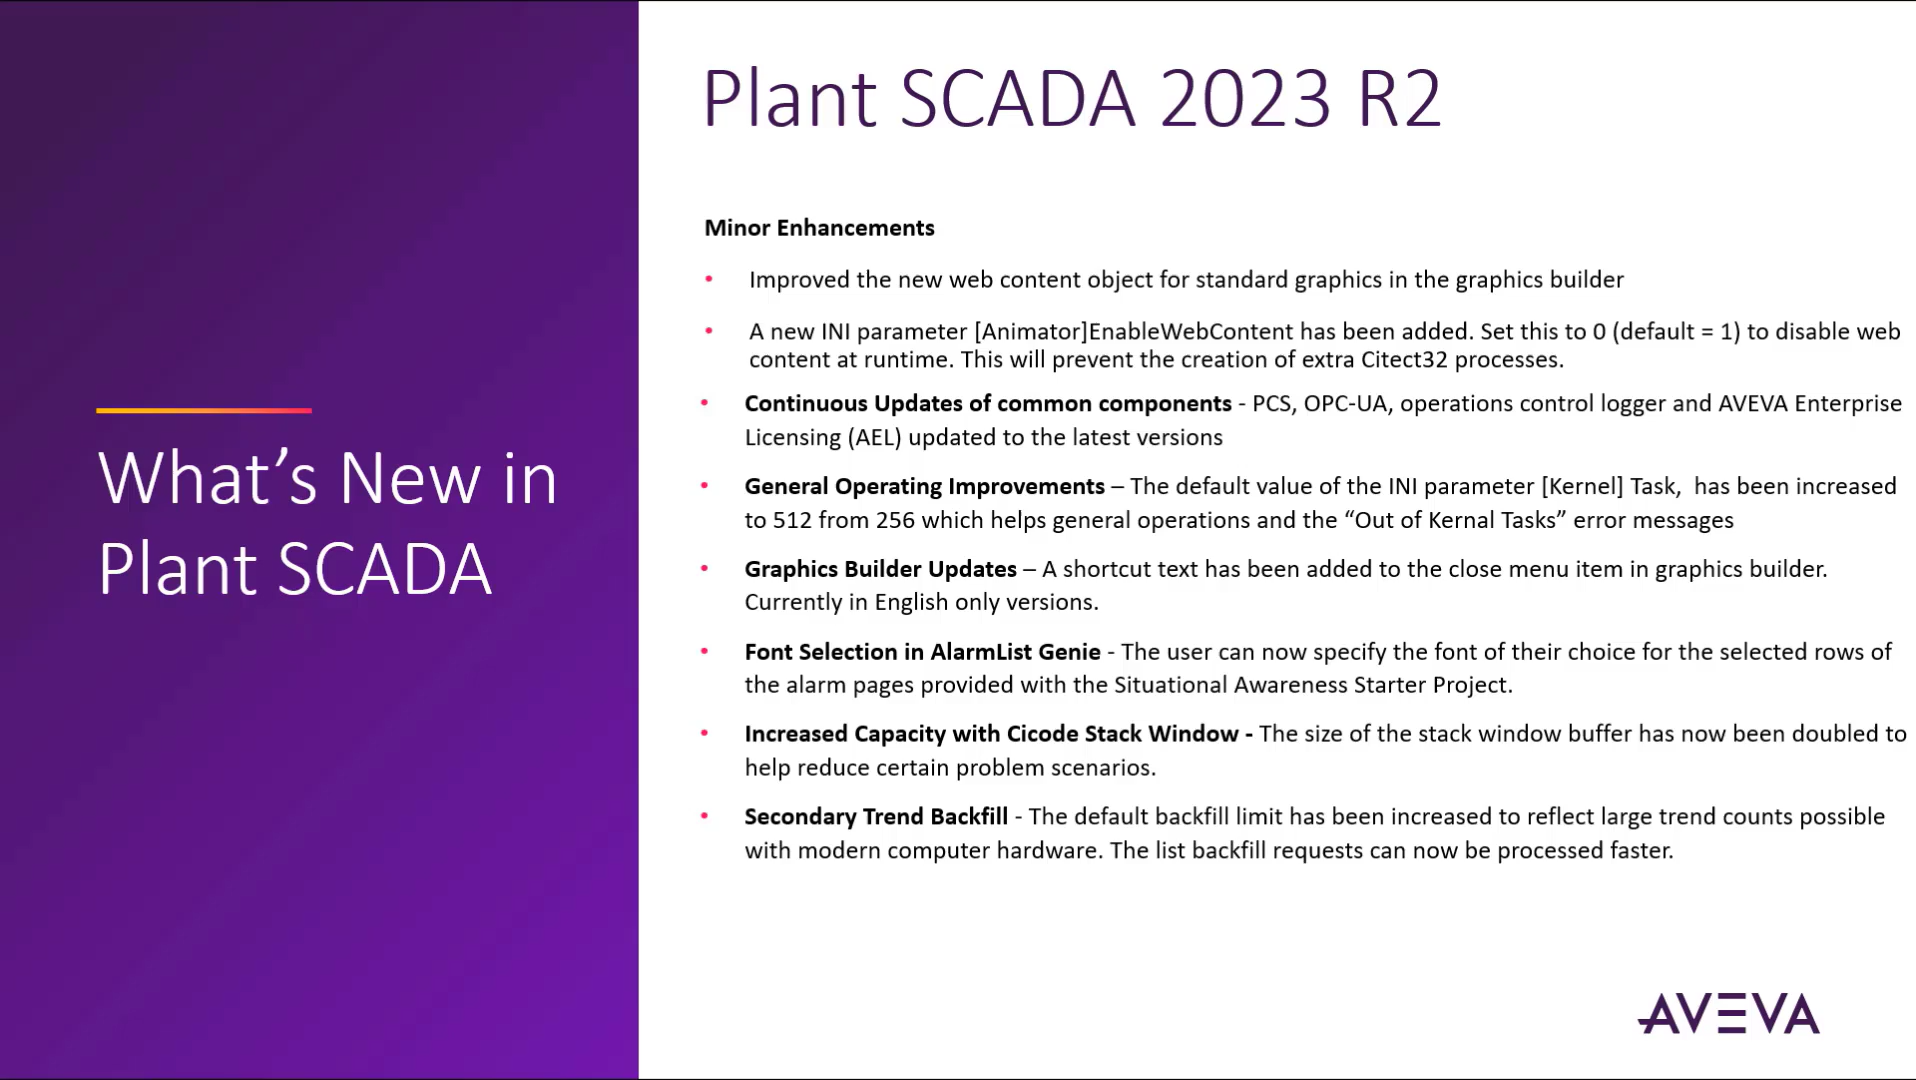 What's New in
Plant SCADA
Plant SCADA 2023 R2
Minor Enhancements
• Improved the new web content object for standard graphics in the graphics builder
• A new INI parameter [Animator]EnableWebContent has been added. Set this to 0 (default = 1) to disable web
content at runtime. This will prevent the creation of extra Citect32 processes.
• Continuous Updates of common components - PCS, OPC-UA, operations control logger and AVEVA Enterprise
Licensing (AEL) updated to the latest versions
• General Operating Improvements – The default value of the INI parameter [Kernel] Task,  has been increased
to 512 from 256 which helps general operations and the “Out of Kernal Tasks” error messages
• Graphics Builder Updates – A shortcut text has been added to the close menu item in graphics builder.
Currently in English only versions.
• Font Selection in AlarmList Genie - The user can now specify the font of their choice for the selected rows of
the alarm pages provided with the Situational Awareness Starter Project.
• Increased Capacity with Cicode Stack Window - The size of the stack window buffer has now been doubled to
help reduce certain problem scenarios.
• Secondary Trend Backfill - The default backfill limit has been increased to reflect large trend counts possible
with modern computer hardware. The list backfill requests can now be processed faster.
AVEVA